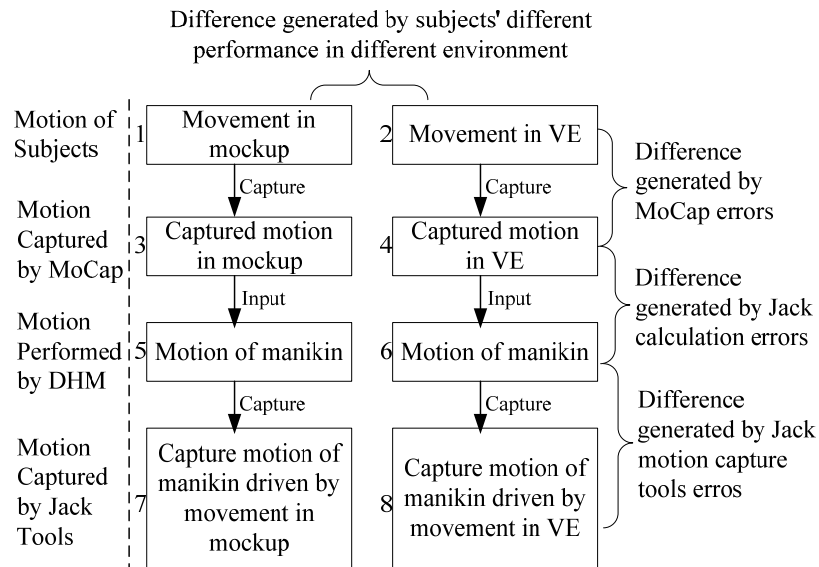 Difference generated by subjects' different
performance in different environment
Motion of
Subjects
1
Movement in
mockup
2
Movement in VE
Difference
generated by
MoCap errors
Capture
Capture
Motion
Captured
by MoCap
3
Captured motion
in mockup
4
Captured motion
in VE
Input
Input
Difference
generated by Jack
calculation errors
Motion
Performed
by DHM
5
Motion of manikin
6
Motion of manikin
Capture
Capture
Difference
generated by Jack
motion capture
tools erros
Motion
Captured
by Jack
Tools
7
Capture motion of
manikin driven by
movement in
mockup
8
Capture motion of
manikin driven by
movement in VE